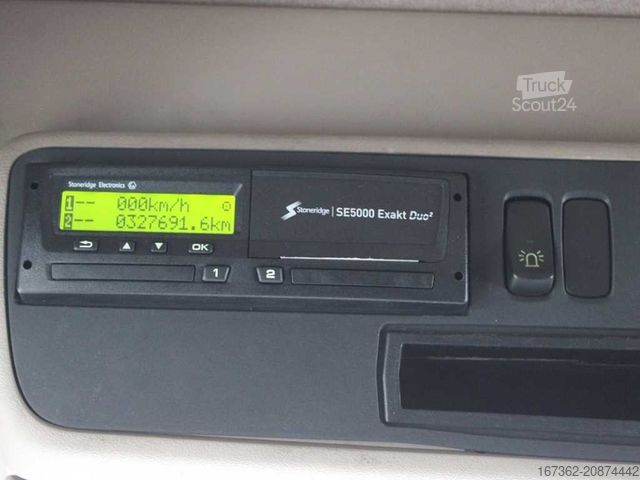 Truck
Scout24
Stoneridge Electronics
1-- 000km/h
2-- 0327691.6km
Stoneridge | SE5000 Exakt Duo²
OK
1 2
167362-20874442